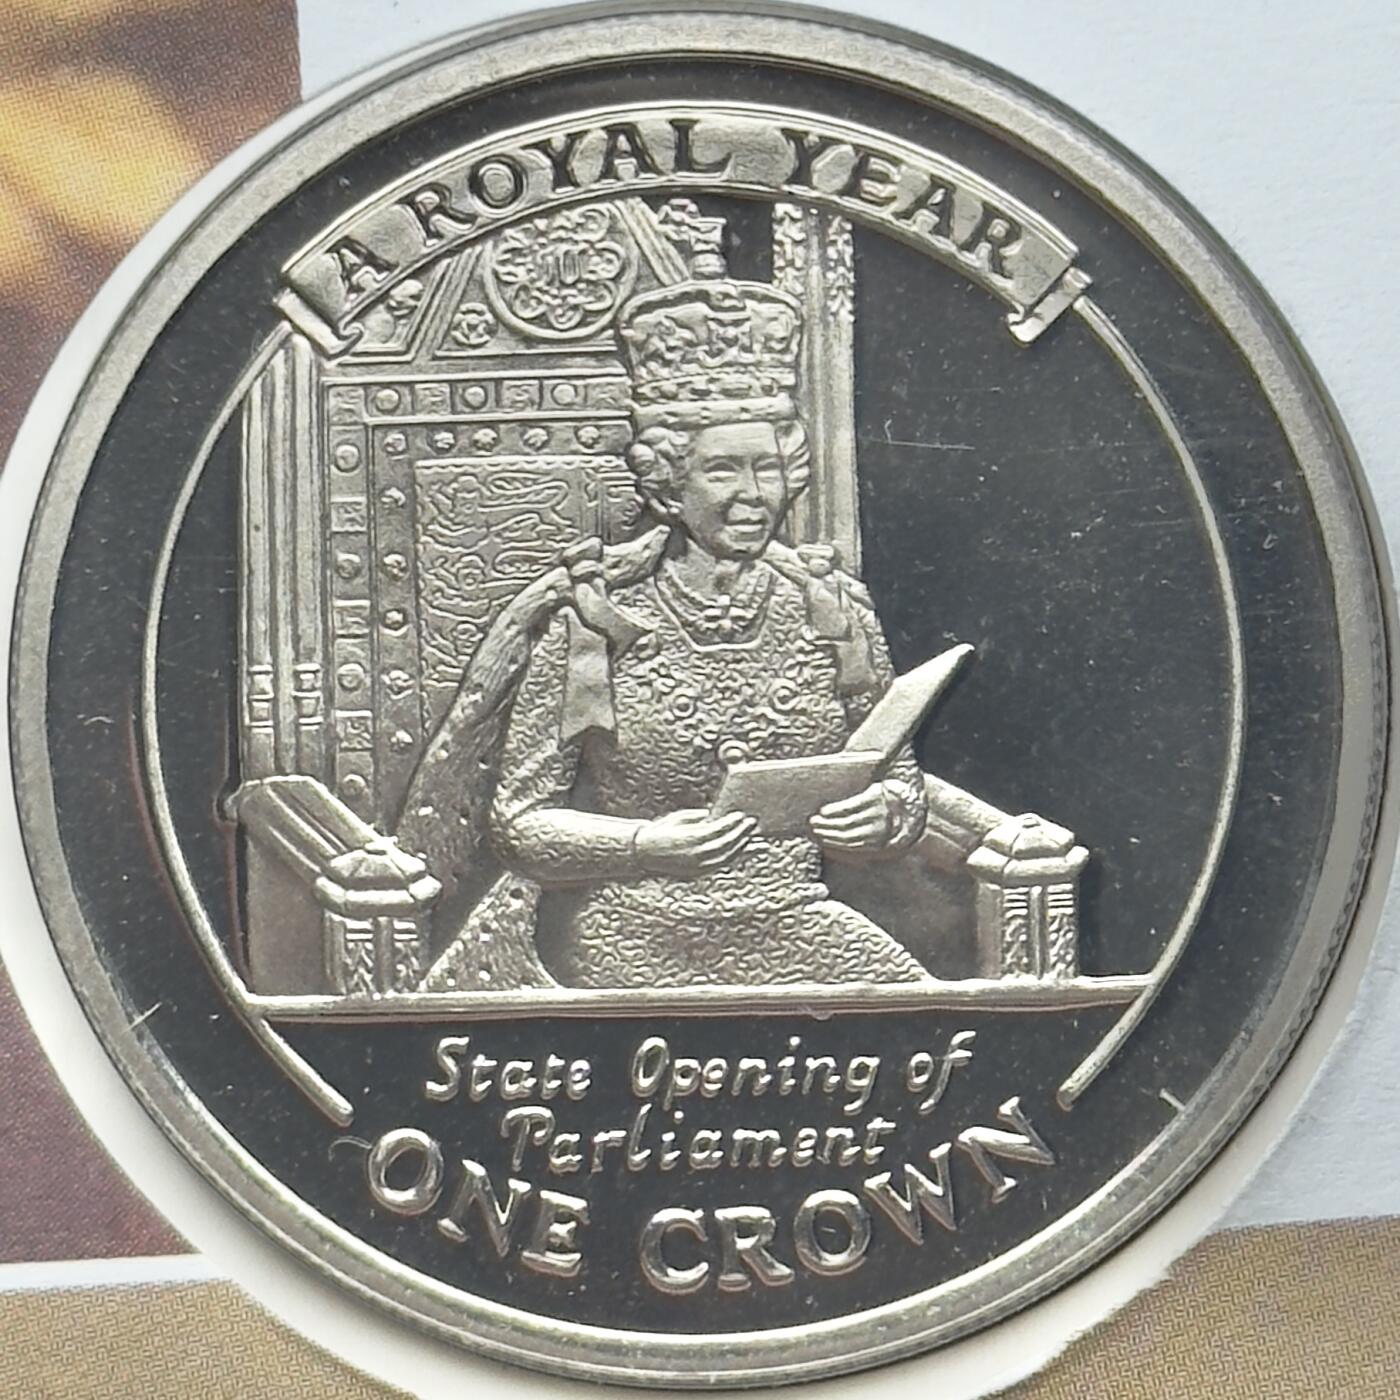 A ROYAL YEAR
State Opening of
Parliament
ONE CROWN